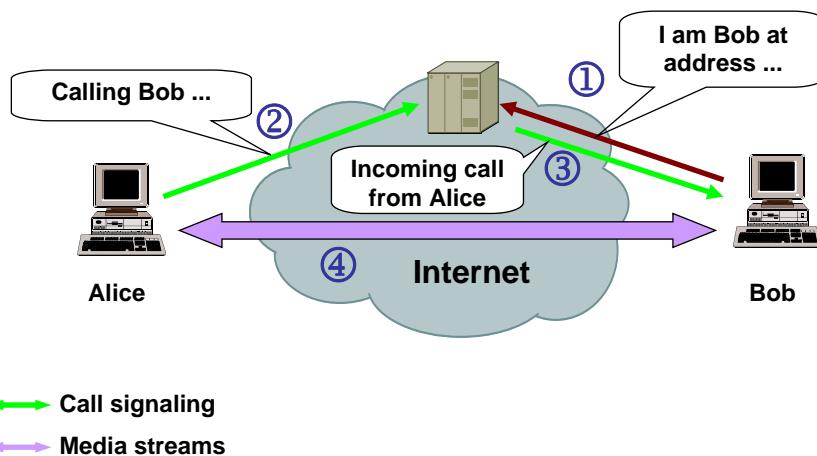 I am Bob at
address ...
①
Calling Bob ...
②
Incoming call
from Alice
③
④
Internet
Alice
Bob
Call signaling
Media streams